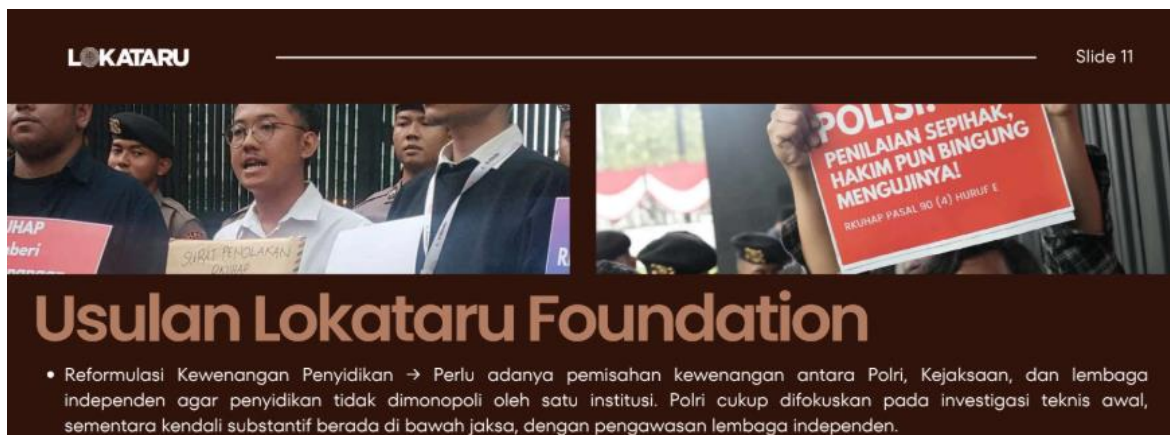 LOKATARU
Slide 11
UHAP
beri
SURAT PENOLAKAN
RKUHAP
POLISI:
PENILAIAN SEPIHAK,
HAKIM PUN BINGUNG
MENGUJINYA!
RKUHAP PASAL 90 (4) HURUF E
Usulan Lokataru Foundation
• Reformulasi Kewenangan Penyidikan → Perlu adanya pemisahan kewenangan antara Polri, Kejaksaan, dan lembaga
independen agar penyidikan tidak dimonopoli oleh satu institusi. Polri cukup difokuskan pada investigasi teknis awal,
sementara kendali substantif berada di bawah jaksa, dengan pengawasan lembaga independen.